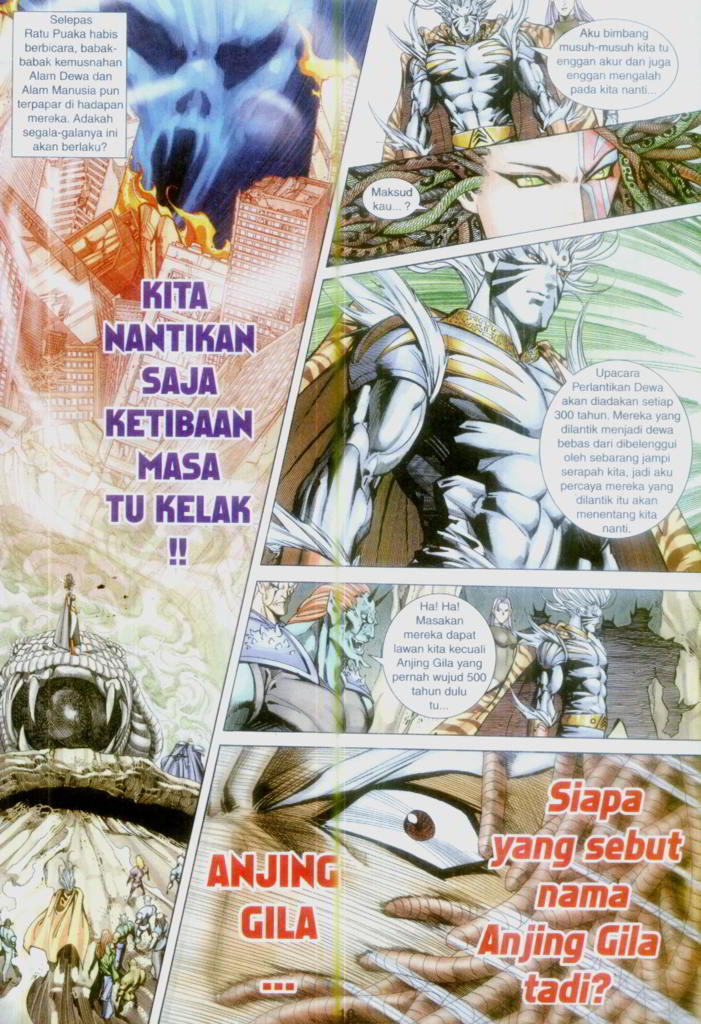 Selepas
Ratu Puaka habis
berbicara, babak-
babak kemusnahan
Alam Dewa dan
Alam Manusia pun
terpapar di hadapan
mereka. Adakah
segala-galanya ini
akan berlaku?
KITA
NANTIKAN
SAJA
KETIBAAN
MASA
TU KELAK
!!
Aku bimbang
musuh-musuh kita tu
enggan akur dan juga
enggan mengalah
pada kita nanti...
Maksud
kau... ?
Upacara
Perlantikan Dewa
akan diadakan setiap
300 tahun. Mereka yang
dilantik menjadi dewa
bebas dari dibelenggui
oleh sebarang jampi
serapah kita, jadi aku
percaya mereka yang
dilantik itu akan
menentang kita
nanti.
Ha! Ha!
Masakan
mereka dapat
lawan kita kecuali
Anjing Gila yang
pernah wujud 500
tahun dulu
tu...
ANJING
GILA
...
Siapa
yang sebut
nama
Anjing Gila
tadi?